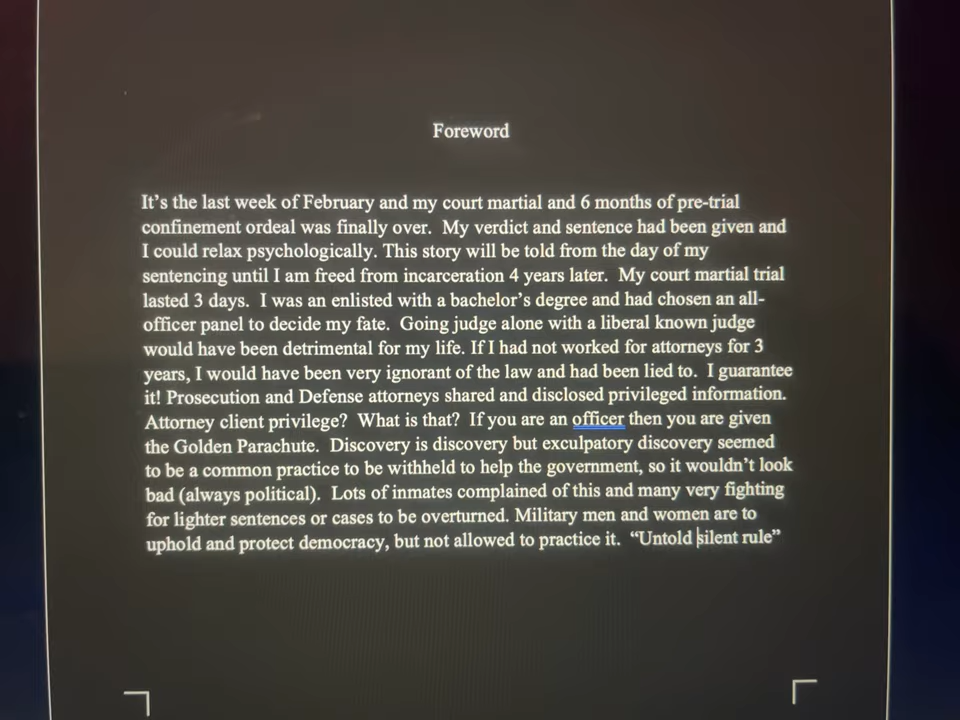 Foreword
It’s the last week of February and my court martial and 6 months of pre-trial
confinement ordeal was finally over.  My verdict and sentence had been given and
I could relax psychologically. This story will be told from the day of my
sentencing until I am freed from incarceration 4 years later.  My court martial trial
lasted 3 days.  I was an enlisted with a bachelor’s degree and had chosen an all-
officer panel to decide my fate.  Going judge alone with a liberal known judge
would have been detrimental for my life. If I had not worked for attorneys for 3
years, I would have been very ignorant of the law and had been lied to.  I guarantee
it! Prosecution and Defense attorneys shared and disclosed privileged information.
Attorney client privilege?  What is that?  If you are an officer then you are given
the Golden Parachute.  Discovery is discovery but exculpatory discovery seemed
to be a common practice to be withheld to help the government, so it wouldn’t look
bad (always political).  Lots of inmates complained of this and many very fighting
for lighter sentences or cases to be overturned. Military men and women are to
uphold and protect democracy, but not allowed to practice it.  “Untold silent rule”